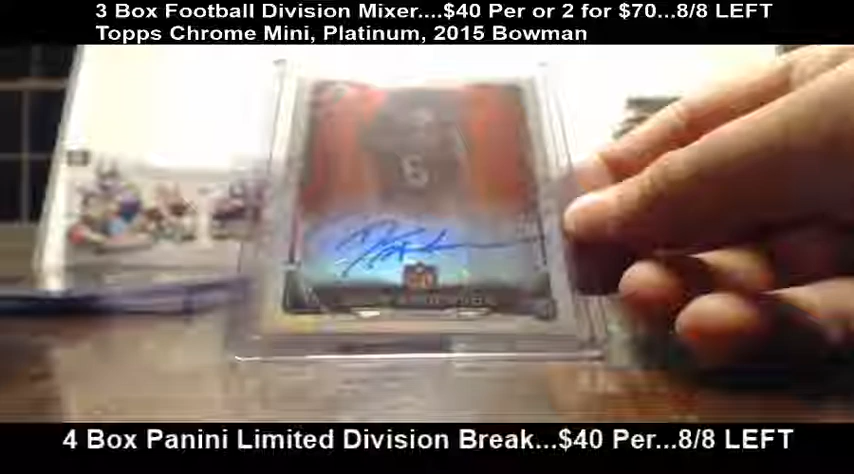 3 Box Football Division Mixer....$40 Per or 2 for $70...8/8 LEFT
Topps Chrome Mini, Platinum, 2015 Bowman
6
4 Box Panini Limited Division Break...$40 Per...8/8 LEFT